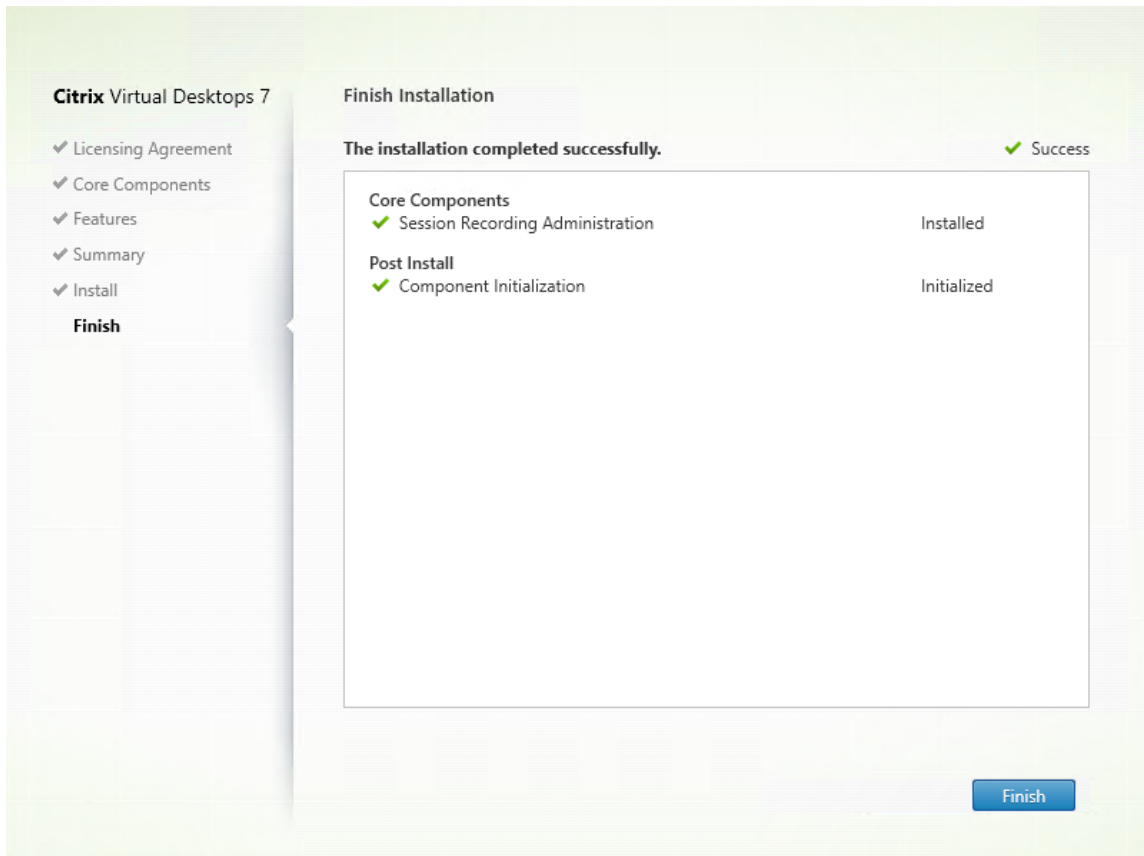 Citrix Virtual Desktops 7
Licensing Agreement
Core Components
Features
Summary
Install
Finish
Finish Installation
The installation completed successfully.
Success
Core Components
Session Recording Administration Installed
Post Install
Component Initialization Initialized
Finish